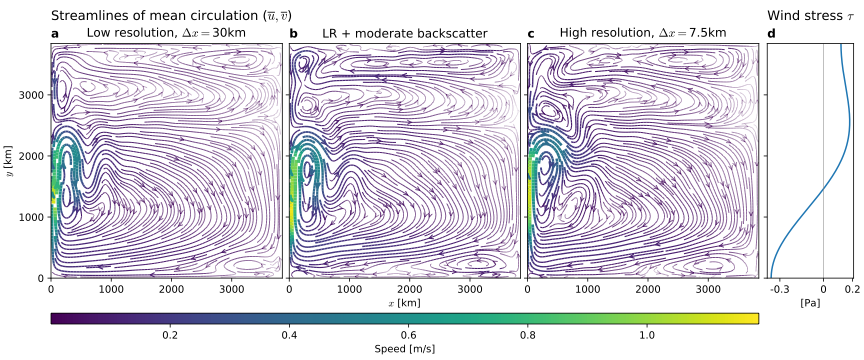 Streamlines of mean circulation (u̅, v̅)
Wind stress τ
a Low resolution, Δx = 30km
b LR + moderate backscatter
c High resolution, Δx = 7.5km
d
3000
2000
1000
0
y [km]
0 1000 2000 3000
0 1000 2000 3000
0 1000 2000 3000
-0.3 0 0.2
x [km]
[Pa]
0.2 0.4 0.6 0.8 1.0
Speed [m/s]